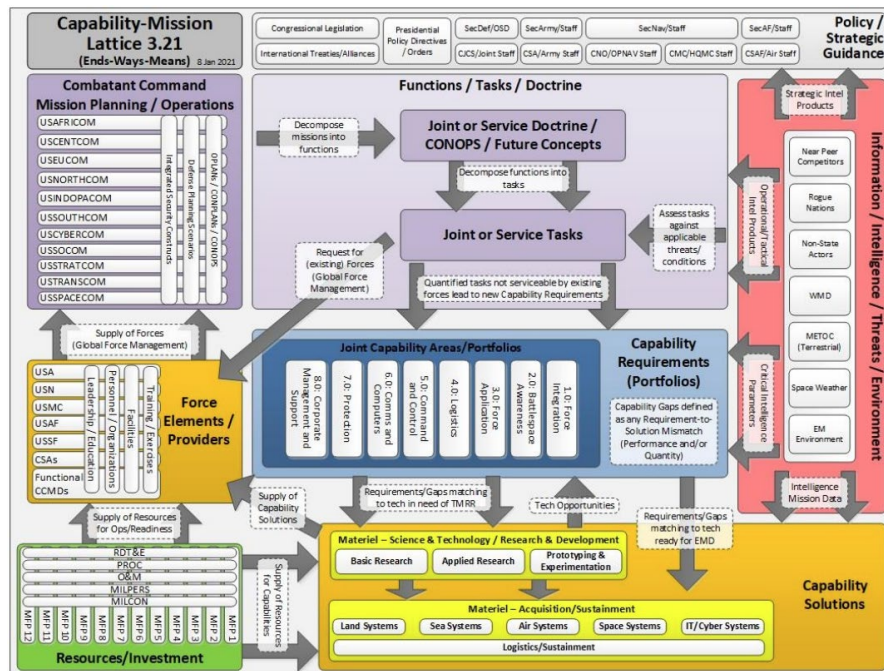 Capability-Mission
Lattice 3.21
(Ends-Ways-Means) 8 Jan 2021
Congressional Legislation
Presidential
Policy Directives
/ Orders
SecDef/OSD
SecArmy/Staff
SecNav/Staff
SecAF/Staff
International Treaties/Alliances
CJCS/Joint Staff
CSA/Army Staff
CNO/OPNAV Staff
CMC/HQMC Staff
CSAF/Air Staff
Policy /
Strategic
Guidance
Combatant Command
Mission Planning / Operations
USAFRICOM
USCENTCOM
USEUCOM
USNORTHCOM
USINDOPACOM
USSOUTHCOM
USCYBERCOM
USSOCOM
USSTRATCOM
USTRANSCOM
USSPACECOM
Integrated Security Constructs
Defense Planning Scenarios
OPLANs / CONPLANs / CONOPS
Functions / Tasks / Doctrine
Decompose
missions into
functions
Joint or Service Doctrine /
CONOPS / Future Concepts
Decompose functions into
tasks
Joint or Service Tasks
Assess tasks
against
applicable
threats/
conditions
Request for
(existing) Forces
(Global Force
Management)
Quantified tasks not serviceable by existing
forces lead to new Capability Requirements
Strategic Intel
Products
Operational/Tactical
Intel Products
Critical Intelligence
Parameters
Information / Intelligence / Threats / Environment
Near Peer
Competitors
Rogue
Nations
Non-State
Actors
WMD
METOC
(Terrestrial)
Space Weather
EM
Environment
Intelligence
Mission Data
Supply of Forces
(Global Force Management)
USA
USN
USMC
USAF
USSF
CSAs
Functional
CCMDs
Leadership / Education
Personnel / Organizations
Facilities
Training / Exercises
Force
Elements /
Providers
Joint Capability Areas/Portfolios
8.0: Corporate
Management and
Support
7.0: Protection
6.0: Comms and
Computers
5.0: Command
and Control
4.0: Logistics
3.0: Force
Application
2.0: Battlespace
Awareness
1.0: Force
Integration
Capability
Requirements
(Portfolios)
Capability Gaps defined
as any Requirement-to-
Solution Mismatch
(Performance and/or
Quantity)
Supply of Resources
for Ops/Readiness
Supply of
Capability
Solutions
Requirements/Gaps matching
to tech in need of TMRR
Tech Opportunities
Requirements/Gaps
matching to tech
ready for EMD
RDT&E
PROC
O&M
MILPERS
MILCON
MFP 12
MFP 11
MFP 10
MFP 9
MFP 8
MFP 7
MFP 6
MFP 5
MFP 4
MFP 3
MFP 2
MFP 1
Resources/Investment
Supply of Resources
for Capabilities
Materiel – Science & Technology / Research & Development
Basic Research
Applied Research
Prototyping &
Experimentation
Materiel – Acquisition/Sustainment
Land Systems
Sea Systems
Air Systems
Space Systems
IT/Cyber Systems
Logistics/Sustainment
Capability
Solutions